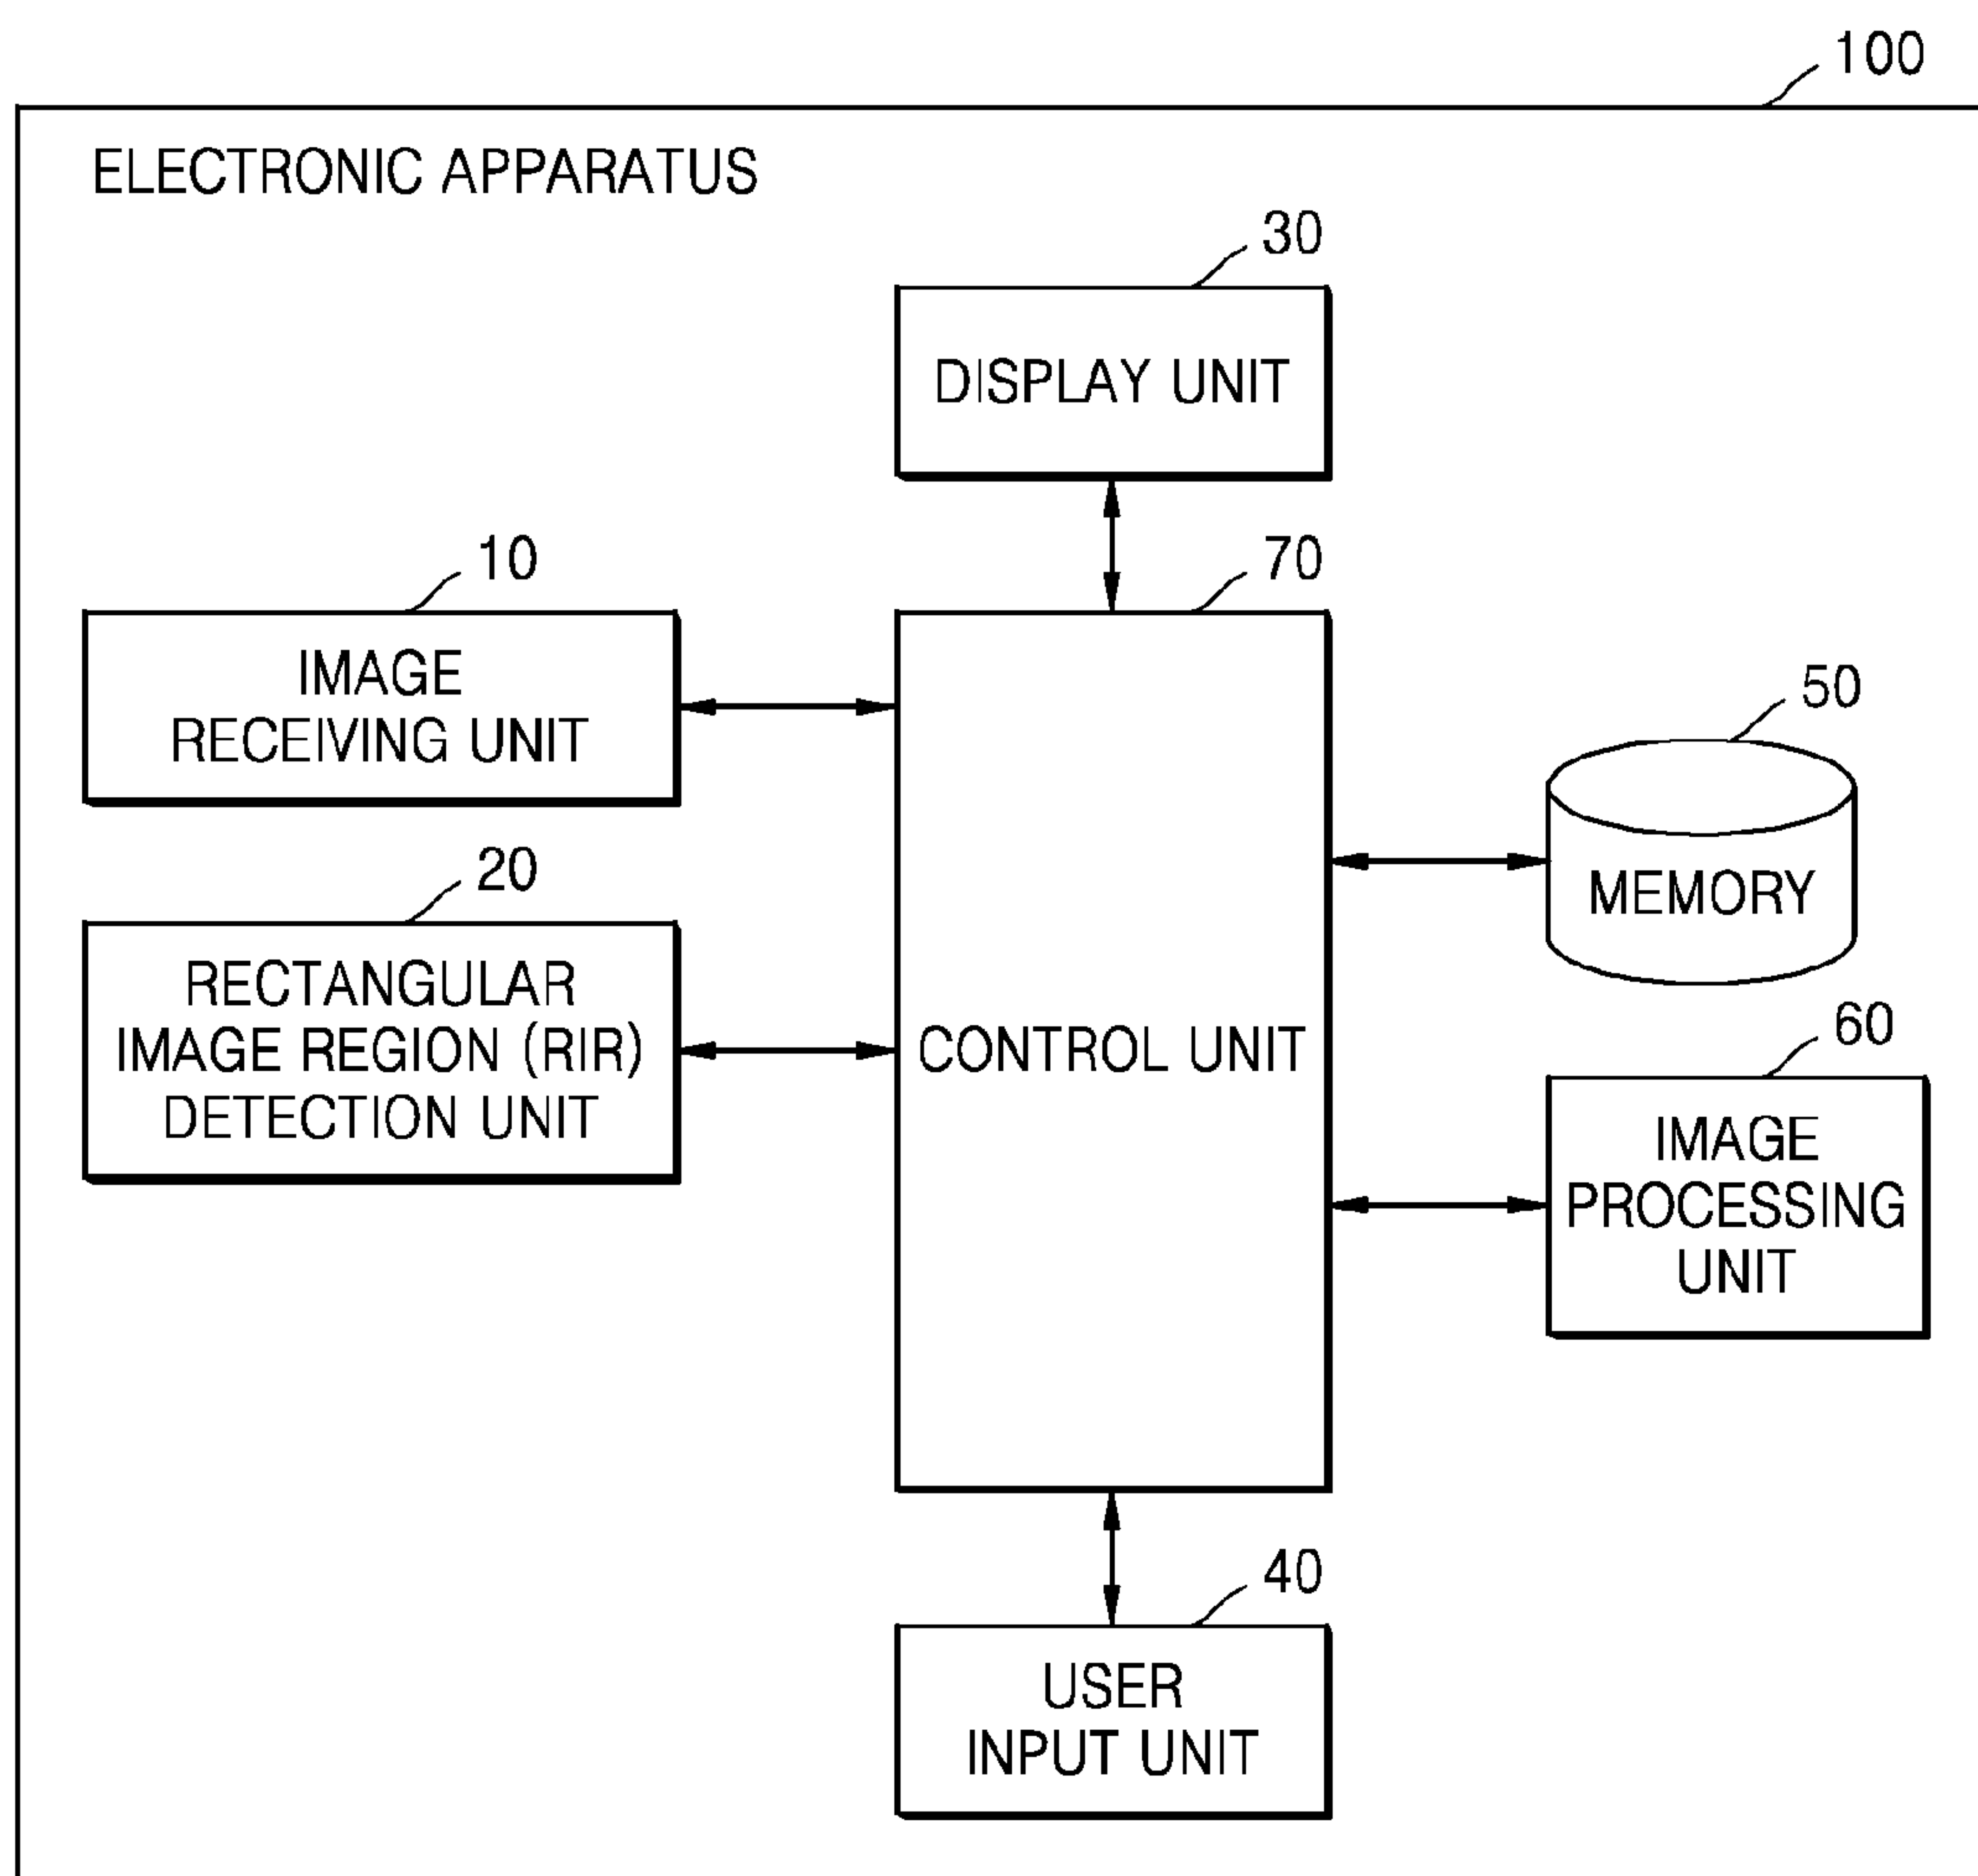 100
ELECTRONIC APPARATUS
30
DISPLAY UNIT
10
IMAGE
RECEIVING UNIT
70
50
MEMORY
20
RECTANGULAR
IMAGE REGION (RIR)
DETECTION UNIT
CONTROL UNIT
60
IMAGE
PROCESSING
UNIT
40
USER
INPUT UNIT